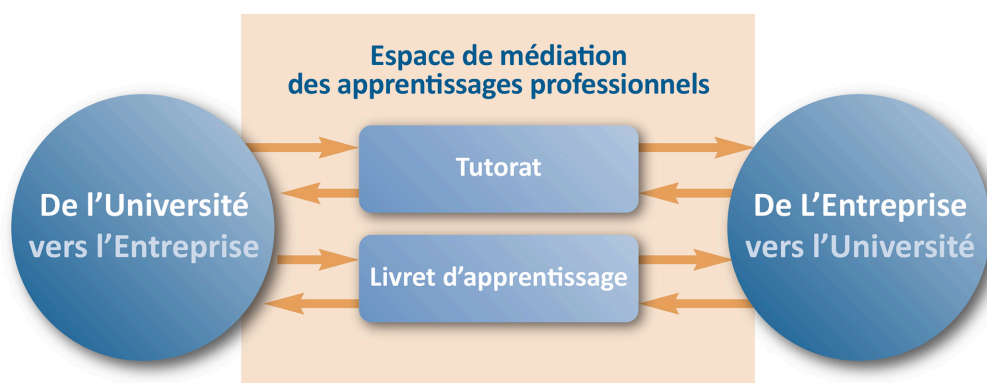 Espace de médiation
des apprentissages professionnels
Tutorat
De l’Université
vers l’Entreprise
De L’Entreprise
vers l’Université
Livret d’apprentissage